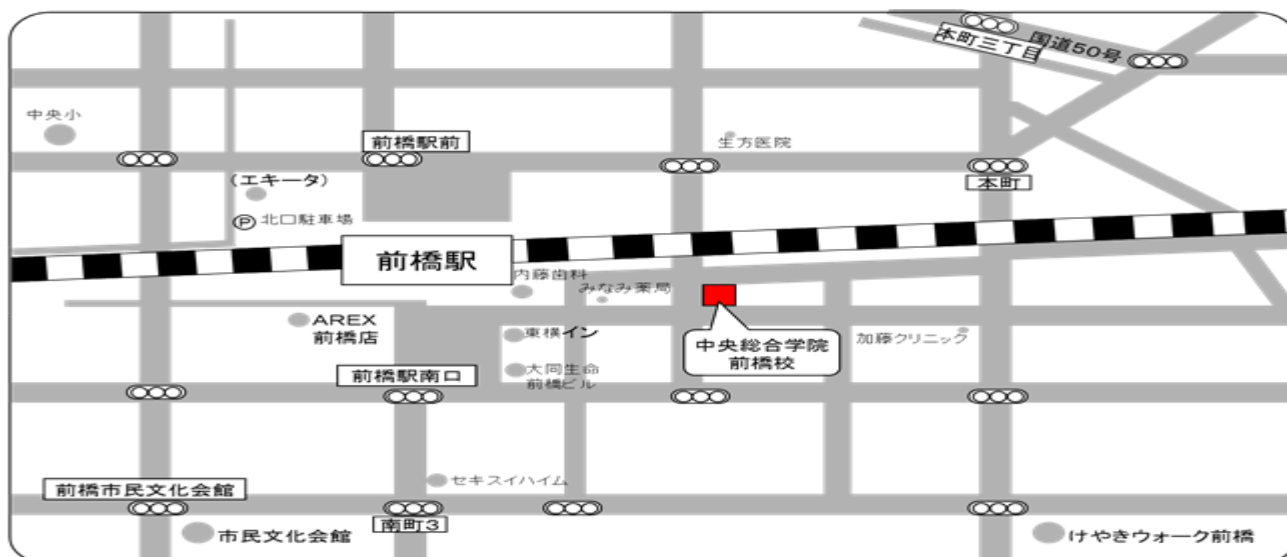 本町三丁目
国道50号
中央小
前橋駅前
生方医院
本町
(エキータ)
P 北口駐車場
前橋駅
内藤歯科
みなみ薬局
AREX
前橋店
東横イン
中央総合学院
前橋校
加藤クリニック
大同生命
前橋ビル
前橋駅南口
セキスイハイム
前橋市民文化会館
南町3
市民文化会館
けやきウォーク前橋